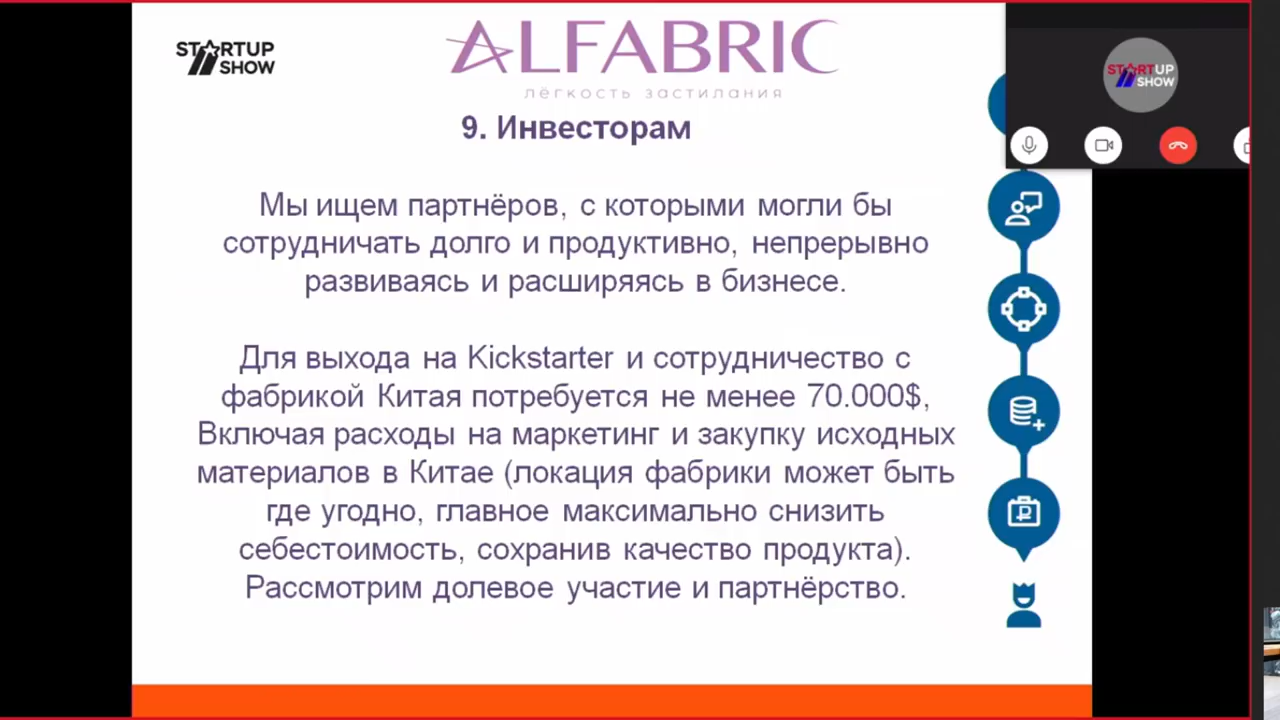 STARTUP
SHOW
ALFABRIC
лёгкость застилания
9. Инвесторам
Мы ищем партнёров, с которыми могли бы
сотрудничать долго и продуктивно, непрерывно
развиваясь и расширяясь в бизнесе.
Для выхода на Kickstarter и сотрудничество с
фабрикой Китая потребуется не менее 70.000$,
Включая расходы на маркетинг и закупку исходных
материалов в Китае (локация фабрики может быть
где угодно, главное максимально снизить
себестоимость, сохранив качество продукта).
Рассмотрим долевое участие и партнёрство.
STARTUP
SHOW